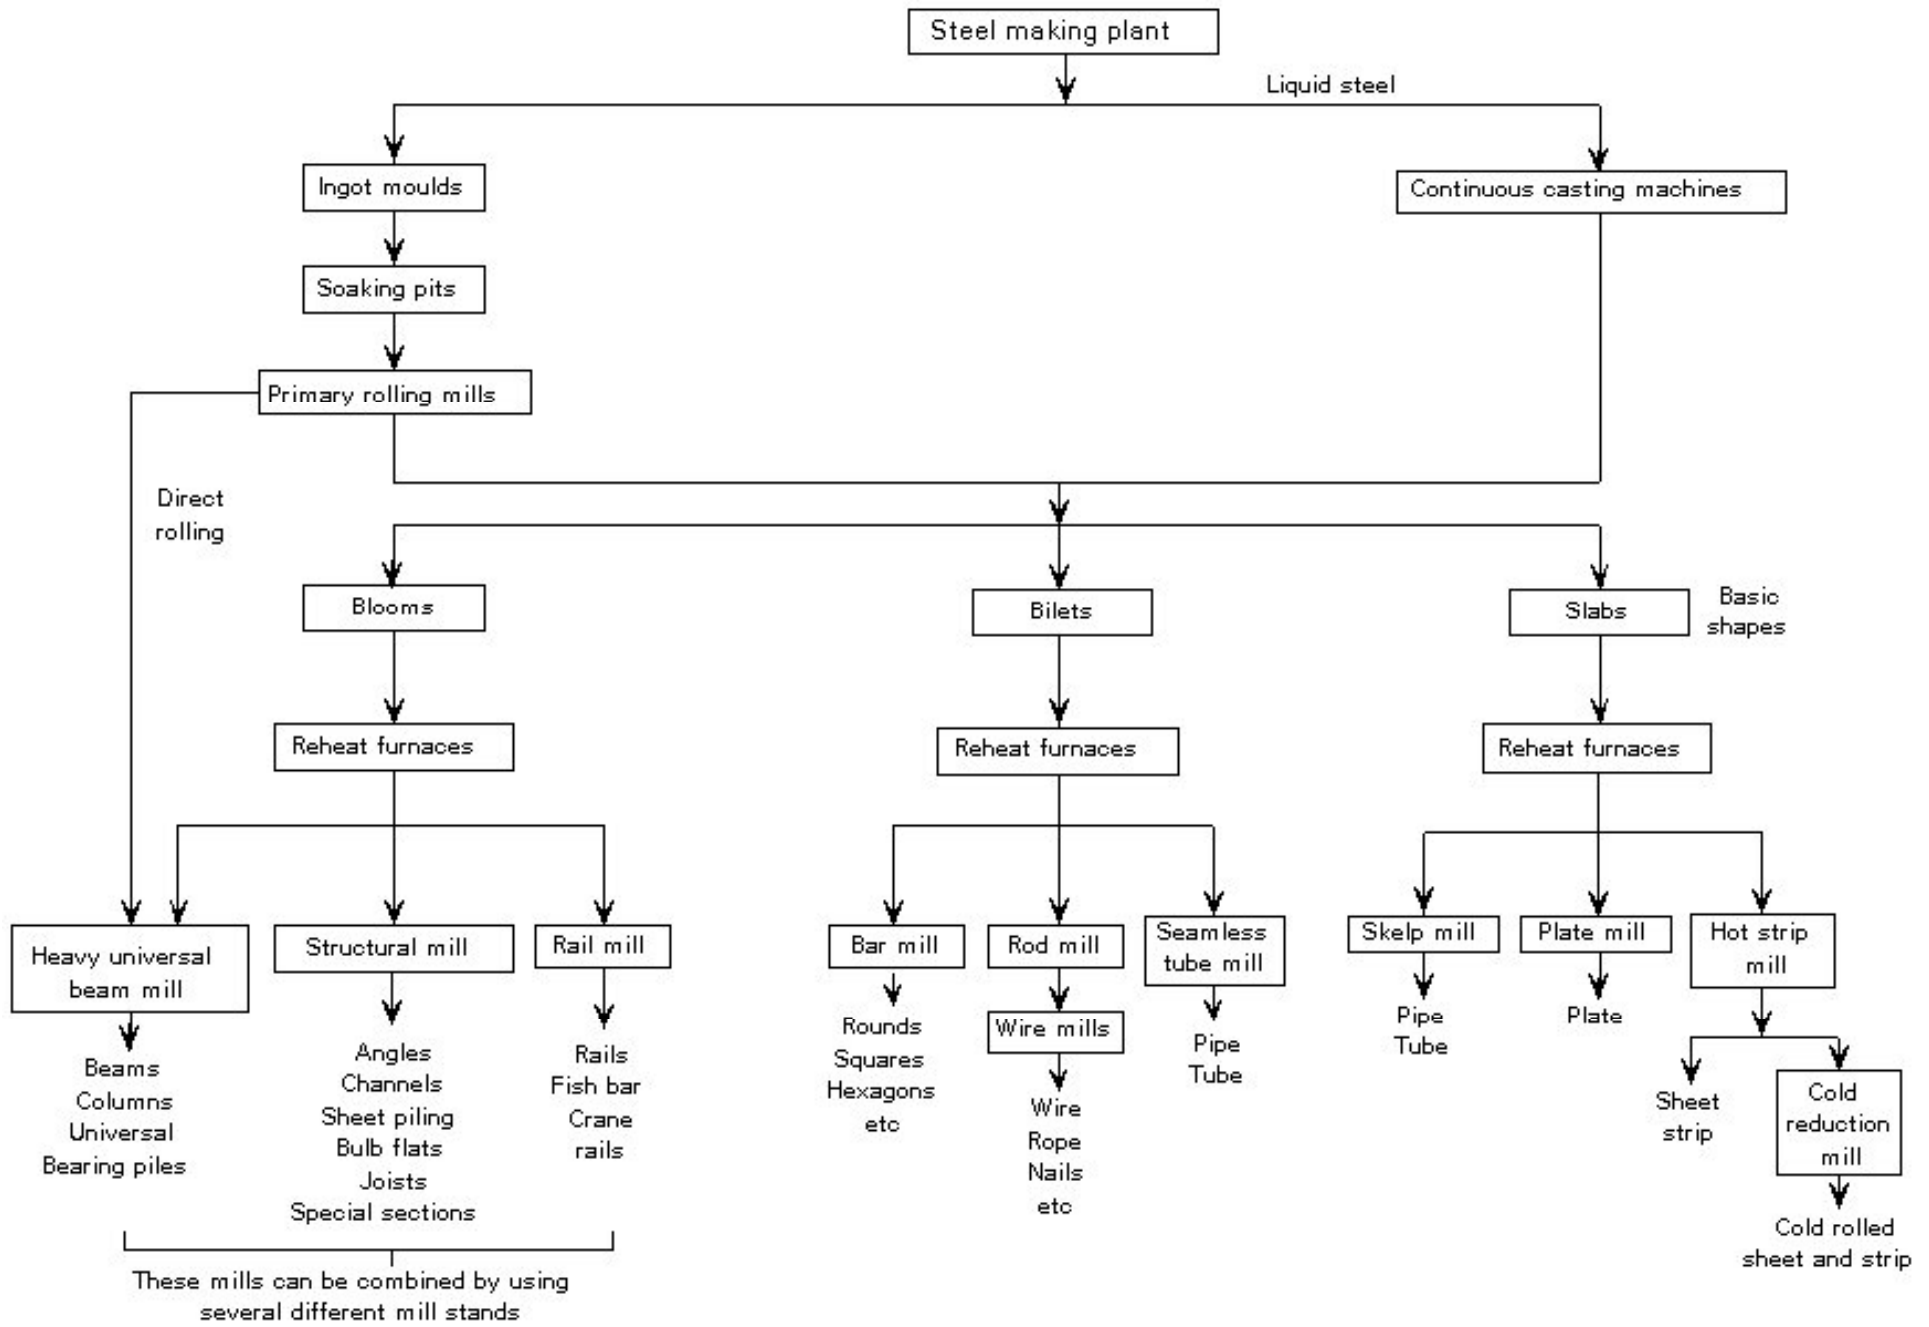 Steel making plant
Liquid steel
Ingot moulds
Continuous casting machines
Soaking pits
Primary rolling mills
Direct
rolling
Blooms
Bilets
Slabs
Basic
shapes
Reheat furnaces
Reheat furnaces
Reheat furnaces
Heavy universal
beam mill
Structural mill
Rail mill
Bar mill
Rod mill
Seamless
tube mill
Skelp mill
Plate mill
Hot strip
mill
Beams
Columns
Universal
Bearing piles
Angles
Channels
Sheet piling
Bulb flats
Joists
Special sections
Rails
Fish bar
Crane
rails
Rounds
Squares
Hexagons
etc
Wire mills
Wire
Rope
Nails
etc
Pipe
Tube
Pipe
Tube
Plate
Sheet
strip
Cold
reduction
mill
Cold rolled
sheet and strip
These mills can be combined by using
several different mill stands